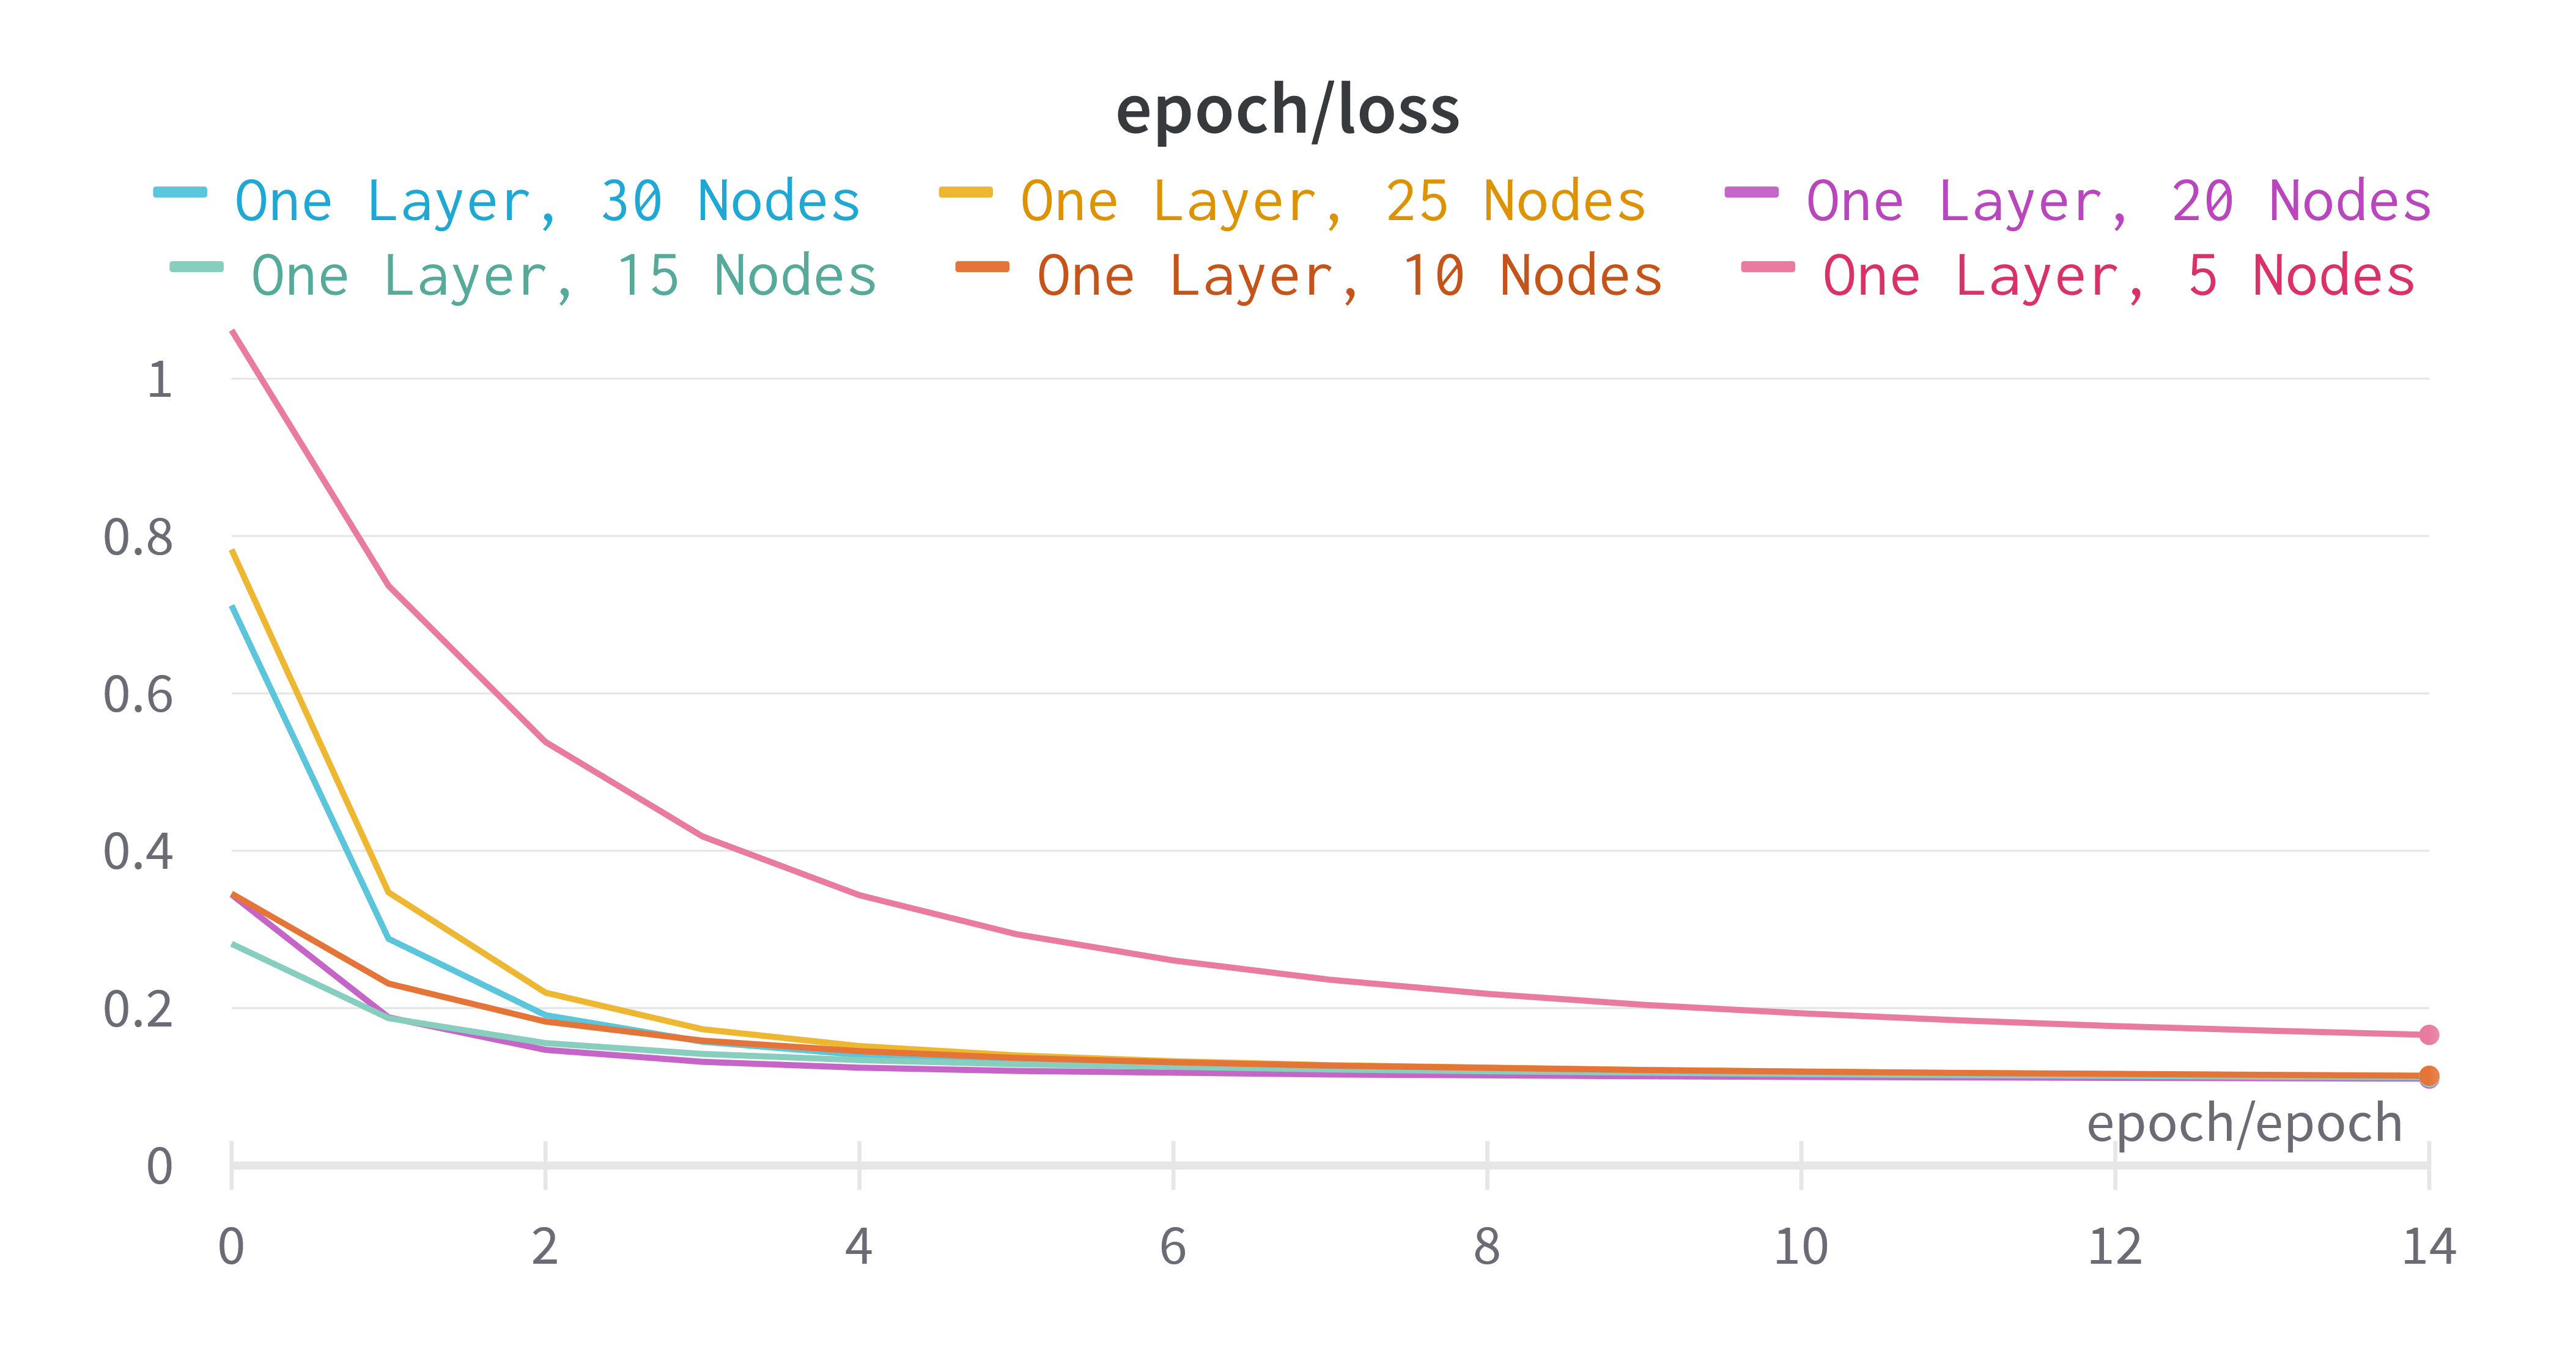 epoch/loss
One Layer, 30 Nodes One Layer, 25 Nodes One Layer, 20 Nodes
One Layer, 15 Nodes One Layer, 10 Nodes One Layer, 5 Nodes
1
0.8
0.6
0.4
0.2
epoch/epoch
0
0 2 4 6 8 10 12 14